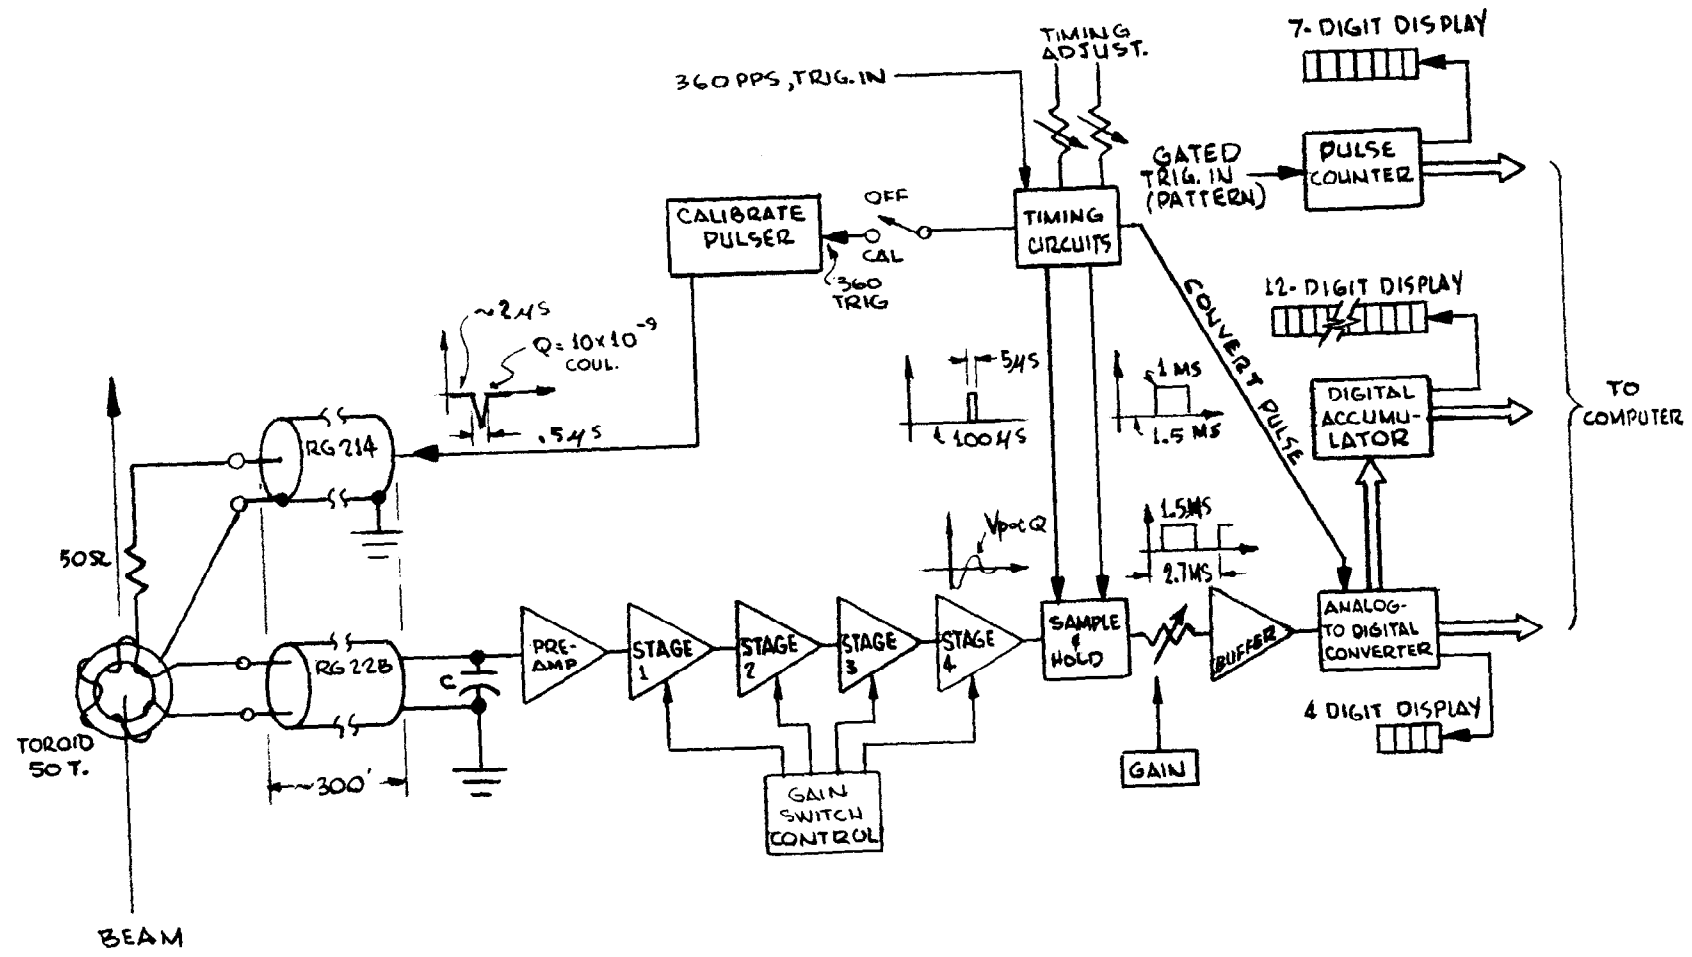 7-DIGIT DISPLAY
TIMING
ADJUST.
360 PPS, TRIG. IN
GATED
TRIG. IN
(PATTERN)
PULSE
COUNTER
OFF
CALIBRATE
PULSER
CAL
360
TRIG
TIMING
CIRCUITS
CONVERT PULSE
12-DIGIT DISPLAY
~2μS
Q=10×10⁻⁹
COUL.
.5μS
5μS
100μS
1 MS
1.5 MS
DIGITAL
ACCUMU-
LATOR
TO
COMPUTER
RG 214
50Ω
Vp∝Q
1.5MS
2.7MS
PRE-
AMP
STAGE
1
STAGE
2
STAGE
3
STAGE
4
SAMPLE
&
HOLD
BUFFER
ANALOG-
TO DIGITAL
CONVERTER
RG 22B
C
TOROID
50 T.
~300'
4 DIGIT DISPLAY
GAIN
GAIN
SWITCH
CONTROL
BEAM